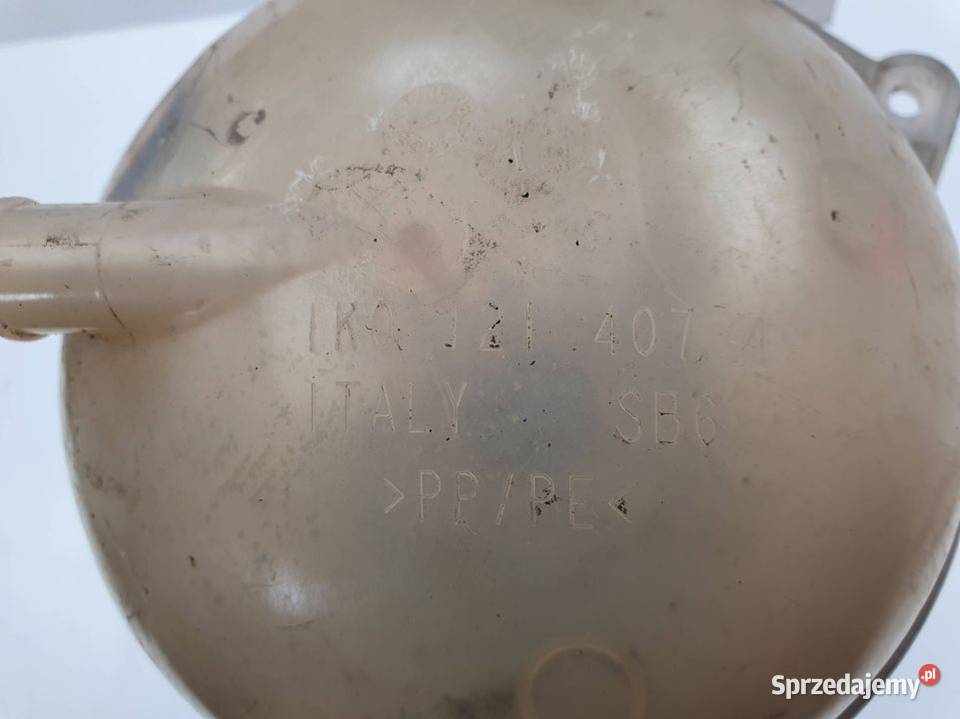 1K0 121 407 A
ITALY SB6
>PP/PE<
Sprzedajemy.pl